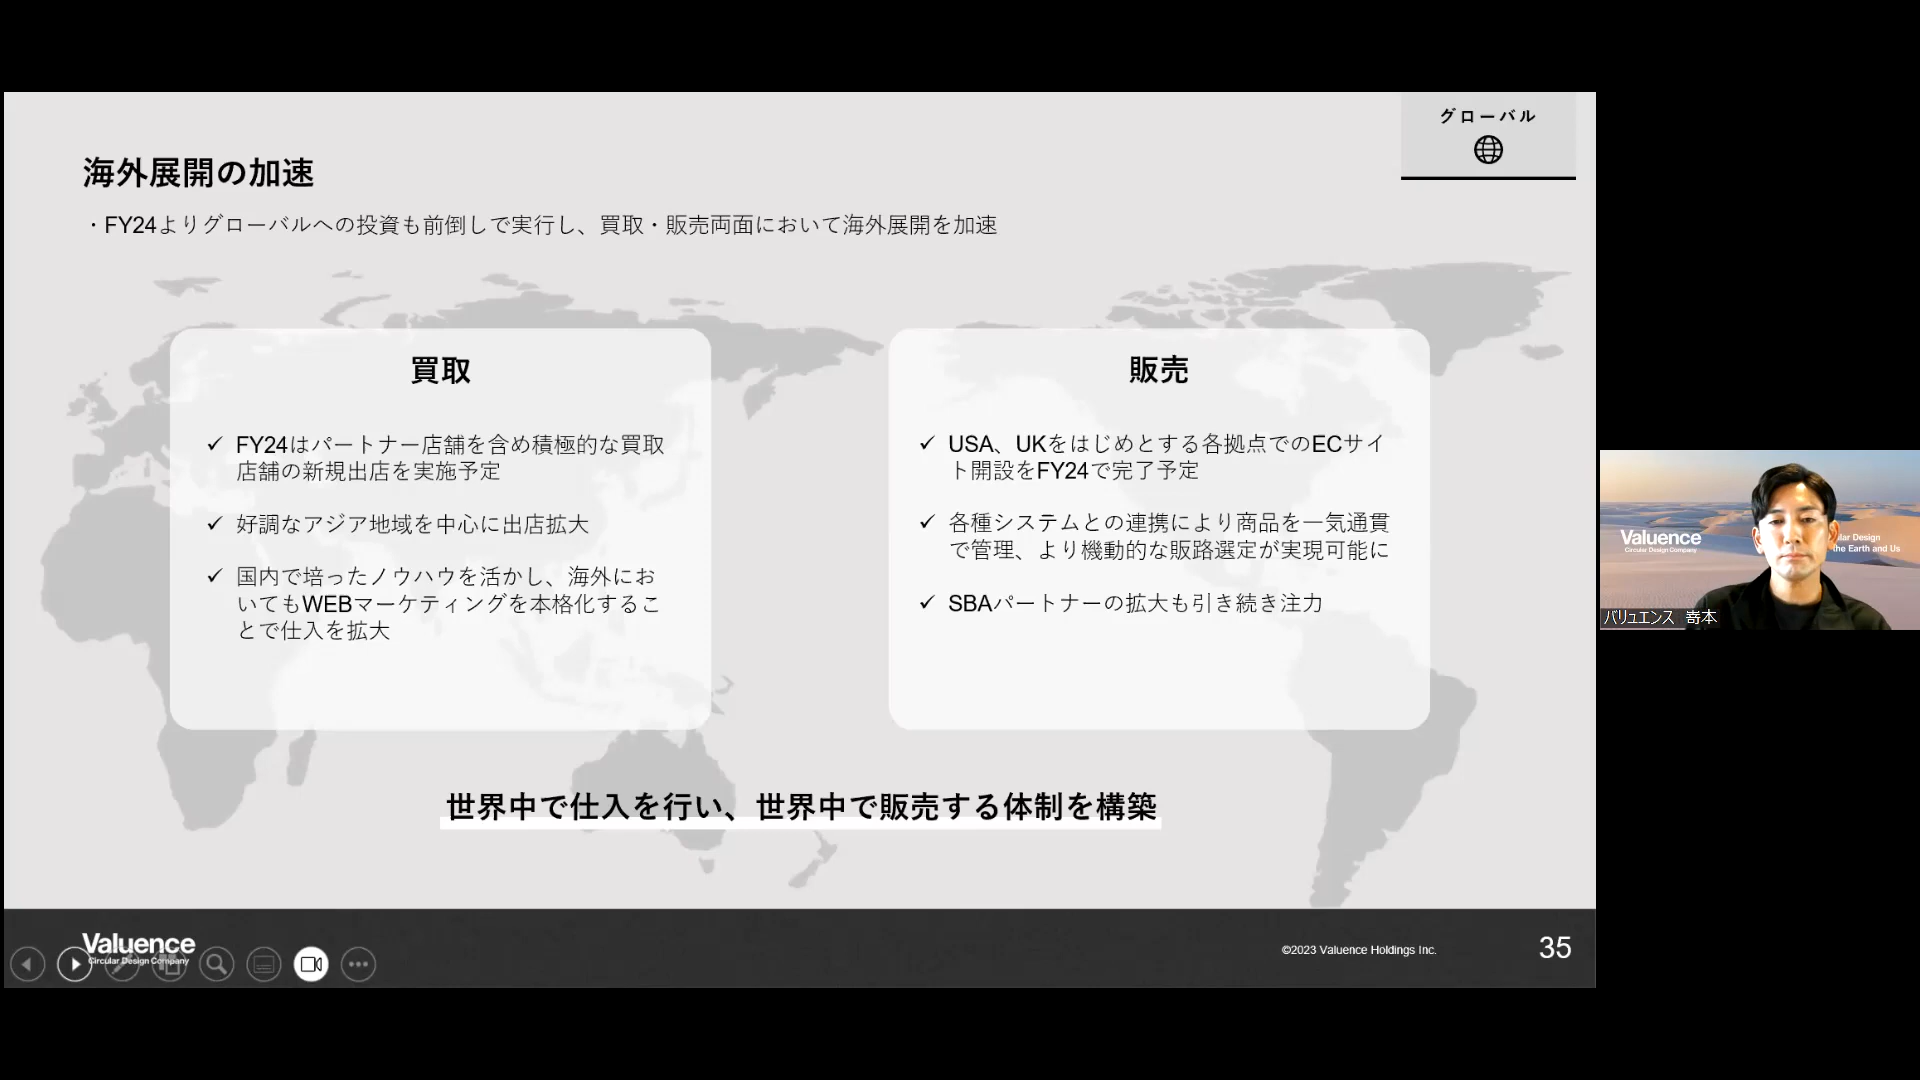 グローバル
海外展開の加速
・FY24よりグローバルへの投資も前倒しで実行し、買取・販売両面において海外展開を加速
買取
✓ FY24はパートナー店舗を含め積極的な買取
店舗の新規出店を実施予定
✓ 好調なアジア地域を中心に出店拡大
✓ 国内で培ったノウハウを活かし、海外にお
いてもWEBマーケティングを本格化するこ
とで仕入を拡大
販売
✓ USA、UKをはじめとする各拠点でのECサイ
ト開設をFY24で完了予定
✓ 各種システムとの連携により商品を一気通貫
で管理、より機動的な販路選定が実現可能に
✓ SBAパートナーの拡大も引き続き注力
世界中で仕入を行い、世界中で販売する体制を構築
Valuence
Circular Design Company
©2023 Valuence Holdings Inc.
35
Valuence
Circular Design Company
lar Design
the Earth and Us
バリュエンス 嵜本